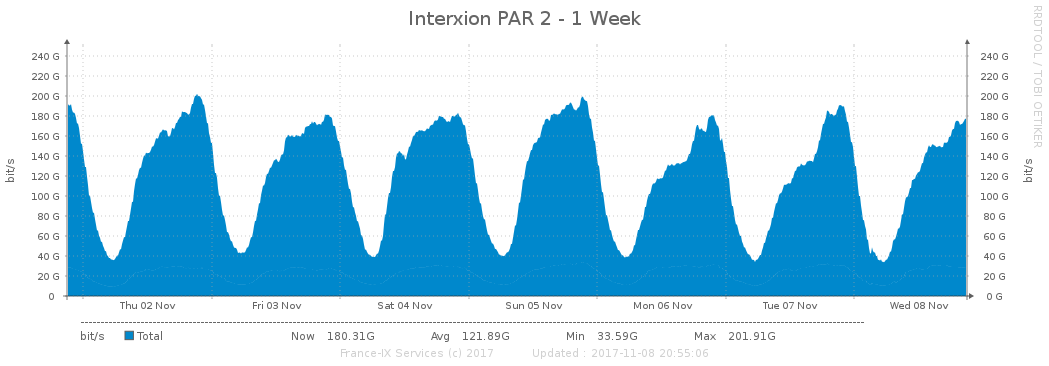 Interxion PAR 2 - 1 Week
RRDTOOL / TOBI OETIKER
240 G 240 G
220 G 220 G
200 G 200 G
180 G 180 G
160 G 160 G
140 G 140 G
120 G 120 G
100 G 100 G
80 G 80 G
60 G 60 G
40 G 40 G
20 G 20 G
0 0 G
bit/s bit/s
Thu 02 Nov Fri 03 Nov Sat 04 Nov Sun 05 Nov Mon 06 Nov Tue 07 Nov Wed 08 Nov
bit/s Total Now 180.31G Avg 121.89G Min 33.59G Max 201.91G
France-IX Services (c) 2017 Updated : 2017-11-08 20:55:06